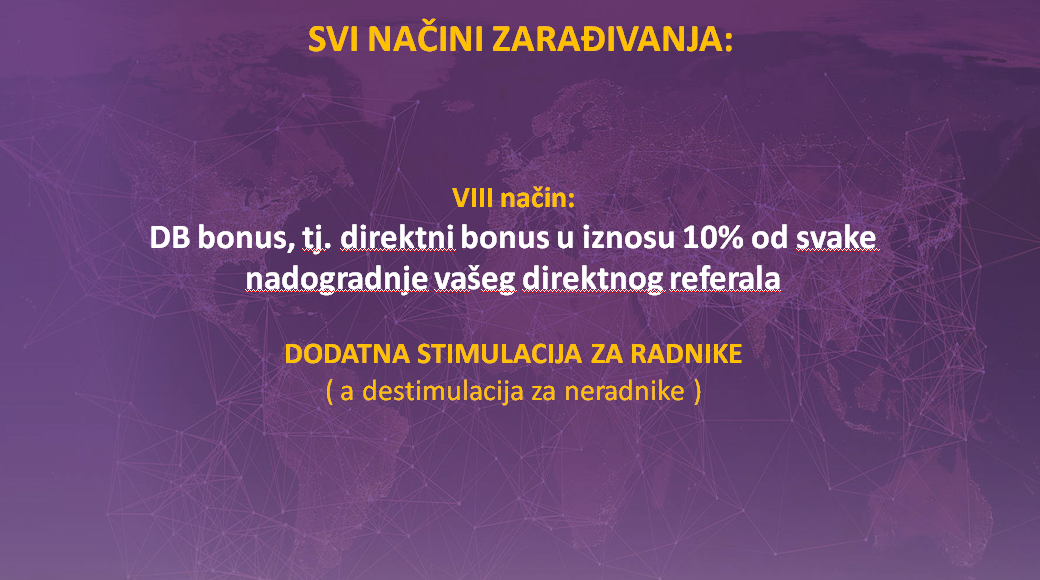 SVI NAČINI ZARAĐIVANJA:
VIII način:
DB bonus, tj. direktni bonus u iznosu 10% od svake
nadogradnje vašeg direktnog referala
DODATNA STIMULACIJA ZA RADNIKE
( a destimulacija za neradnike )